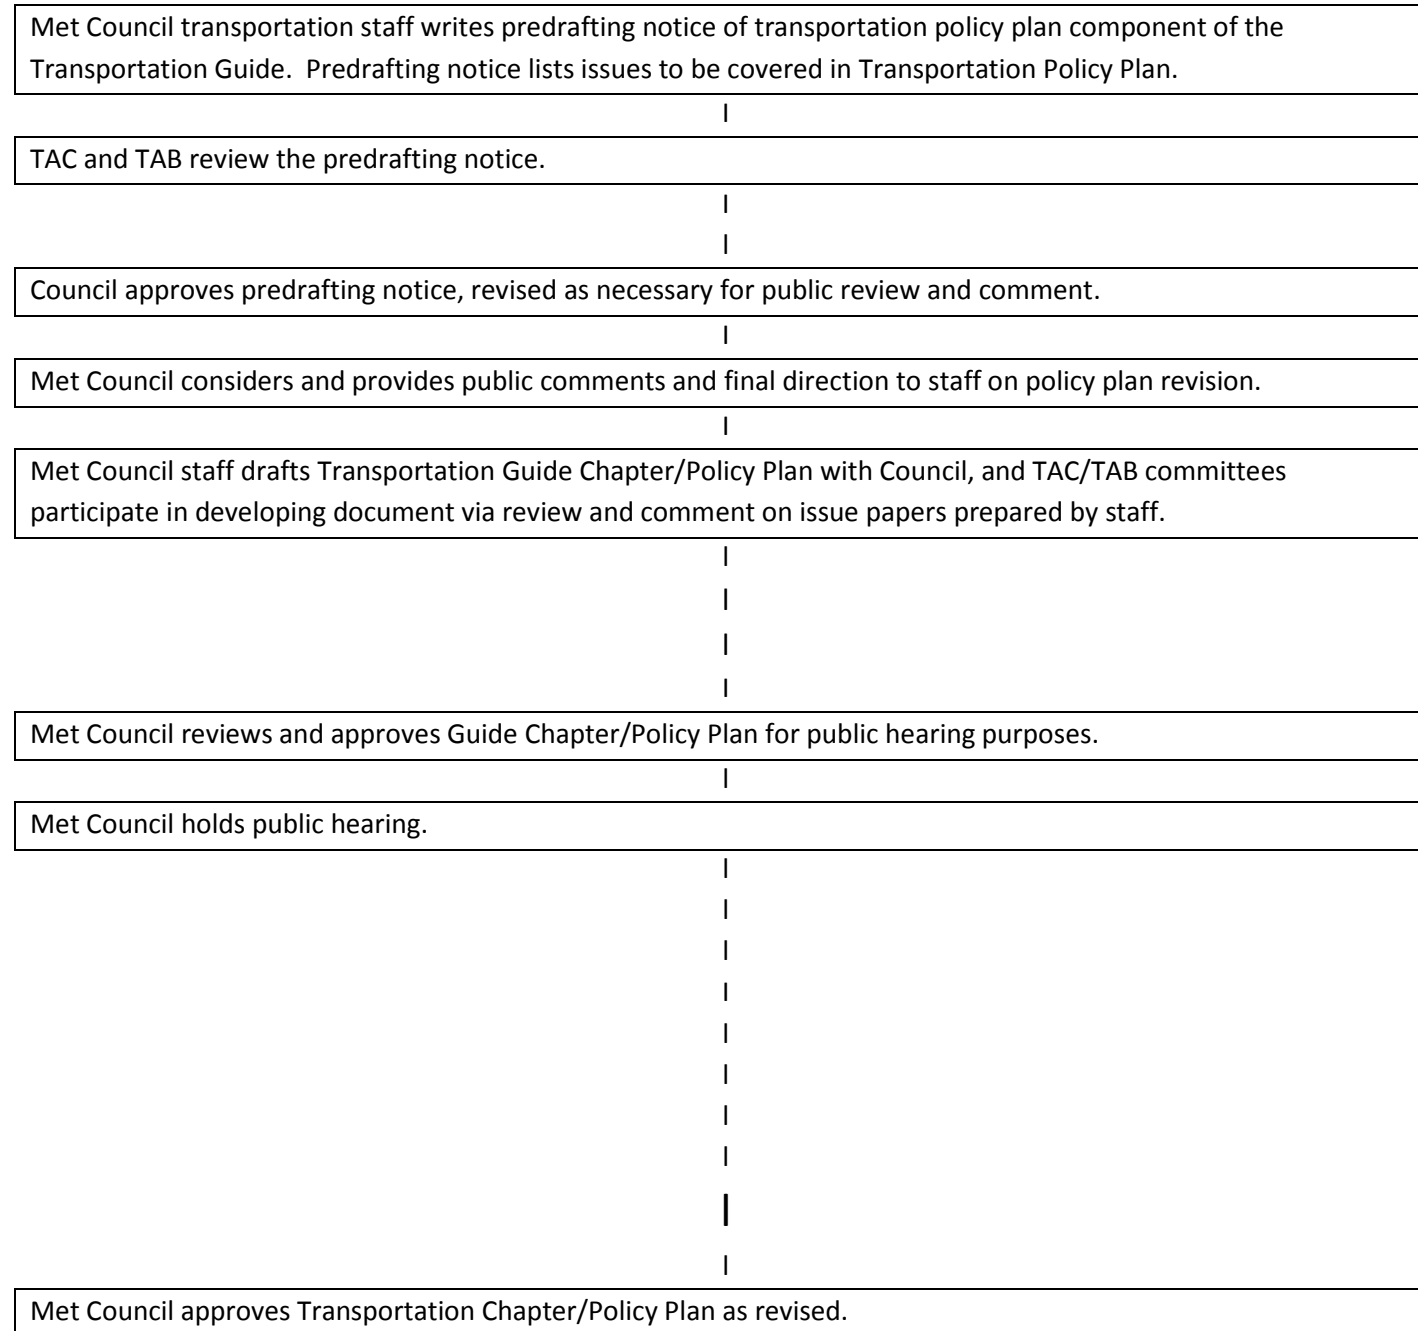 Met Council transportation staff writes predrafting notice of transportation policy plan component of the
Transportation Guide.  Predrafting notice lists issues to be covered in Transportation Policy Plan.
TAC and TAB review the predrafting notice.
Council approves predrafting notice, revised as necessary for public review and comment.
Met Council considers and provides public comments and final direction to staff on policy plan revision.
Met Council staff drafts Transportation Guide Chapter/Policy Plan with Council, and TAC/TAB committees
participate in developing document via review and comment on issue papers prepared by staff.
Met Council reviews and approves Guide Chapter/Policy Plan for public hearing purposes.
Met Council holds public hearing.
Met Council approves Transportation Chapter/Policy Plan as revised.